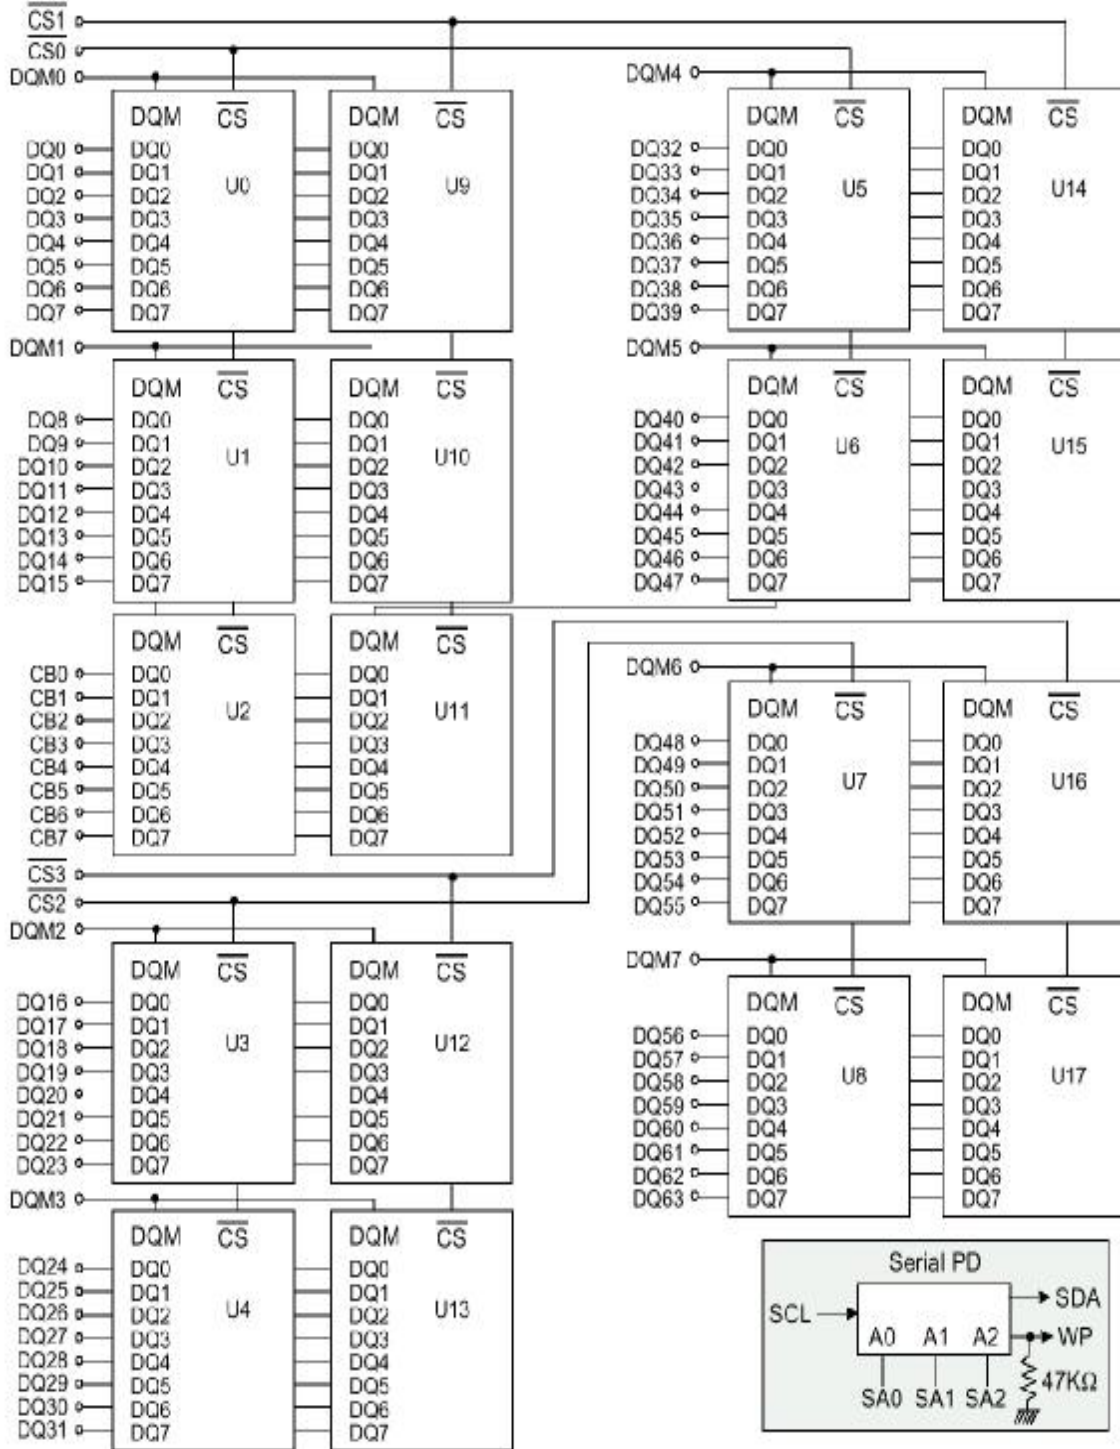 CS1
CS0
DQM0
DQM CS
DQ0 DQ0
DQ1 DQ1
DQ2 DQ2
DQ3 DQ3
DQ4 DQ4
DQ5 DQ5
DQ6 DQ6
DQ7 DQ7
U0
DQM CS
DQ0
DQ1
DQ2
DQ3
DQ4
DQ5
DQ6
DQ7
U9
DQM1
DQM CS
DQ8 DQ0
DQ9 DQ1
DQ10 DQ2
DQ11 DQ3
DQ12 DQ4
DQ13 DQ5
DQ14 DQ6
DQ15 DQ7
U1
DQM CS
DQ0
DQ1
DQ2
DQ3
DQ4
DQ5
DQ6
DQ7
U10
DQM CS
CB0 DQ0
CB1 DQ1
CB2 DQ2
CB3 DQ3
CB4 DQ4
CB5 DQ5
CB6 DQ6
CB7 DQ7
U2
DQM CS
DQ0
DQ1
DQ2
DQ3
DQ4
DQ5
DQ6
DQ7
U11
CS3
CS2
DQM2
DQM CS
DQ16 DQ0
DQ17 DQ1
DQ18 DQ2
DQ19 DQ3
DQ20 DQ4
DQ21 DQ5
DQ22 DQ6
DQ23 DQ7
U3
DQM CS
DQ0
DQ1
DQ2
DQ3
DQ4
DQ5
DQ6
DQ7
U12
DQM3
DQM CS
DQ24 DQ0
DQ25 DQ1
DQ26 DQ2
DQ27 DQ3
DQ28 DQ4
DQ29 DQ5
DQ30 DQ6
DQ31 DQ7
U4
DQM CS
DQ0
DQ1
DQ2
DQ3
DQ4
DQ5
DQ6
DQ7
U13
DQM4
DQM CS
DQ32 DQ0
DQ33 DQ1
DQ34 DQ2
DQ35 DQ3
DQ36 DQ4
DQ37 DQ5
DQ38 DQ6
DQ39 DQ7
U5
DQM CS
DQ0
DQ1
DQ2
DQ3
DQ4
DQ5
DQ6
DQ7
U14
DQM5
DQM CS
DQ40 DQ0
DQ41 DQ1
DQ42 DQ2
DQ43 DQ3
DQ44 DQ4
DQ45 DQ5
DQ46 DQ6
DQ47 DQ7
U6
DQM CS
DQ0
DQ1
DQ2
DQ3
DQ4
DQ5
DQ6
DQ7
U15
DQM6
DQM CS
DQ48 DQ0
DQ49 DQ1
DQ50 DQ2
DQ51 DQ3
DQ52 DQ4
DQ53 DQ5
DQ54 DQ6
DQ55 DQ7
U7
DQM CS
DQ0
DQ1
DQ2
DQ3
DQ4
DQ5
DQ6
DQ7
U16
DQM7
DQM CS
DQ56 DQ0
DQ57 DQ1
DQ58 DQ2
DQ59 DQ3
DQ60 DQ4
DQ61 DQ5
DQ62 DQ6
DQ63 DQ7
U8
DQM CS
DQ0
DQ1
DQ2
DQ3
DQ4
DQ5
DQ6
DQ7
U17
Serial PD
SCL
SDA
A0 A1 A2
WP
SA0 SA1 SA2
47KΩ